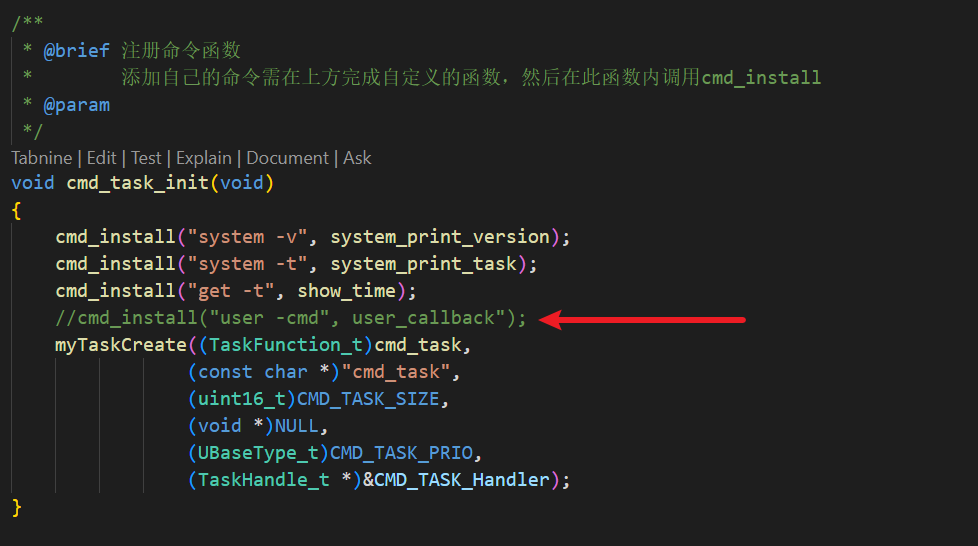 /**
 * @brief 注册命令函数
 *        添加自己的命令需在上方完成自定义的函数，然后在此函数内调用cmd_install
 * @param
 */
Tabnine | Edit | Test | Explain | Document | Ask
void cmd_task_init(void)
{
    cmd_install("system -v", system_print_version);
    cmd_install("system -t", system_print_task);
    cmd_install("get -t", show_time);
    //cmd_install("user -cmd", user_callback");
    myTaskCreate((TaskFunction_t)cmd_task,
                (const char *)"cmd_task",
                (uint16_t)CMD_TASK_SIZE,
                (void *)NULL,
                (UBaseType_t)CMD_TASK_PRIO,
                (TaskHandle_t *)&CMD_TASK_Handler);
}